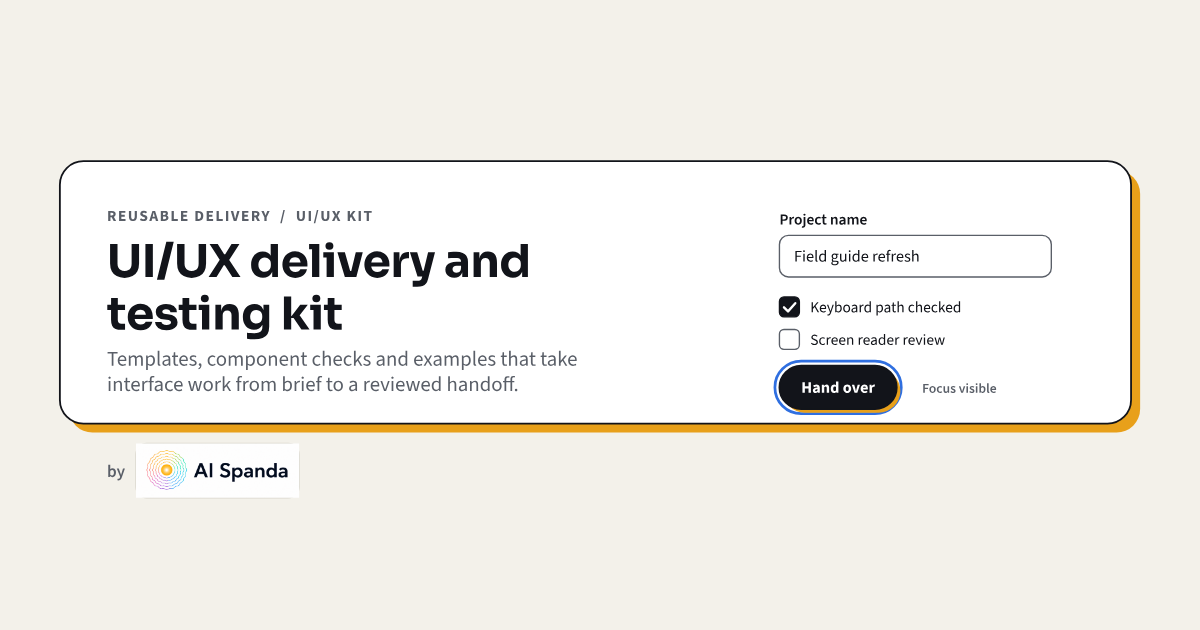 REUSABLE DELIVERY / UI/UX KIT
UI/UX delivery and
testing kit
Templates, component checks and examples that take
interface work from brief to a reviewed handoff.
Project name
Field guide refresh
Keyboard path checked
Screen reader review
Hand over
Focus visible
by
AI Spanda